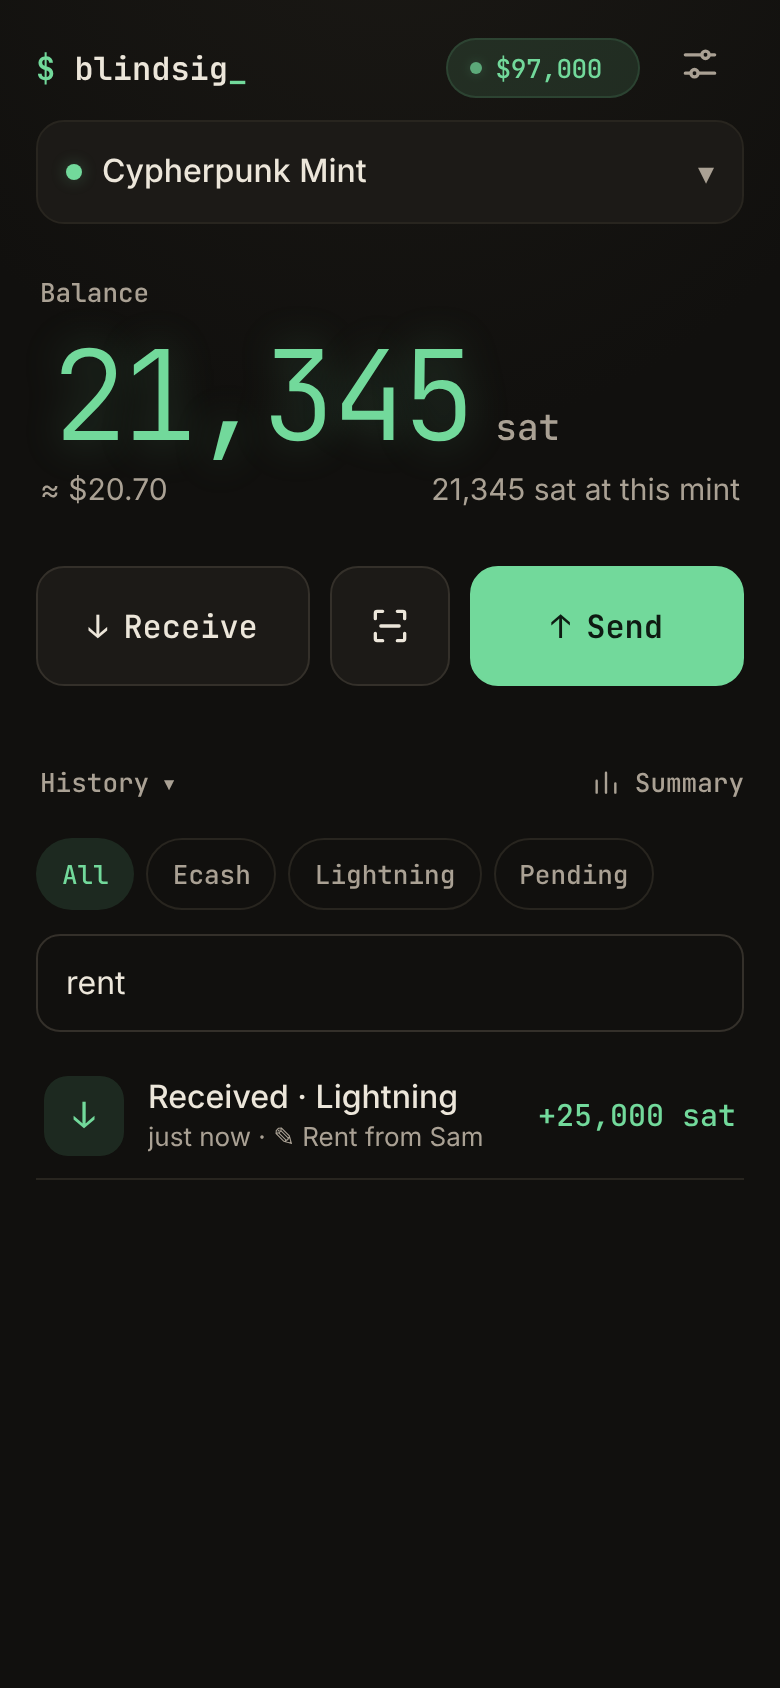 $ blindsig_
$97,000
Cypherpunk Mint ▼
Balance
21,345 sat
≈ $20.70
21,345 sat at this mint
↓ Receive
↑ Send
History ▼
Summary
All
Ecash
Lightning
Pending
rent
Received · Lightning
just now · ✎ Rent from Sam
+25,000 sat